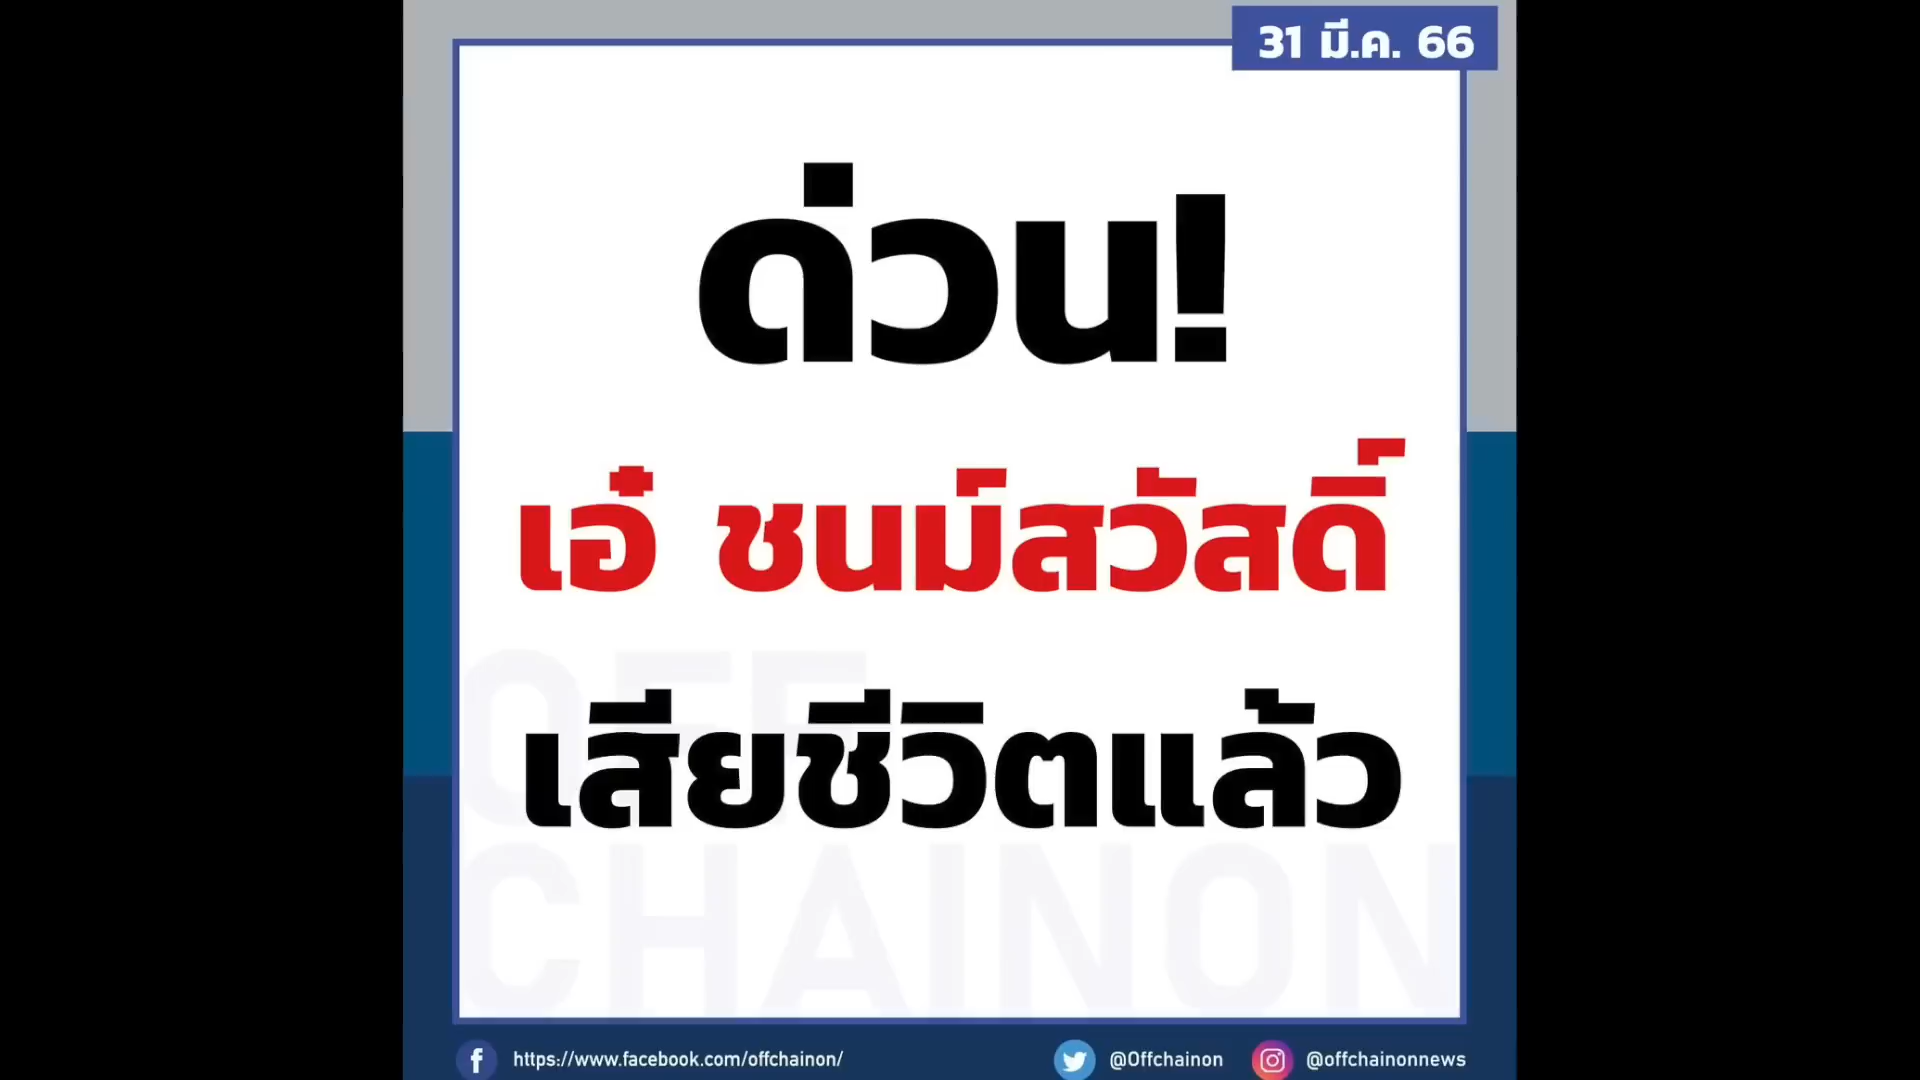 31 มี.ค. 66
ด่วน!
เอ๋ ชนม์สวัสดิ์
เสียชีวิตแล้ว
OFF
CHAINON
https://www.facebook.com/offchainon/ @Offchainon @offchainonnews